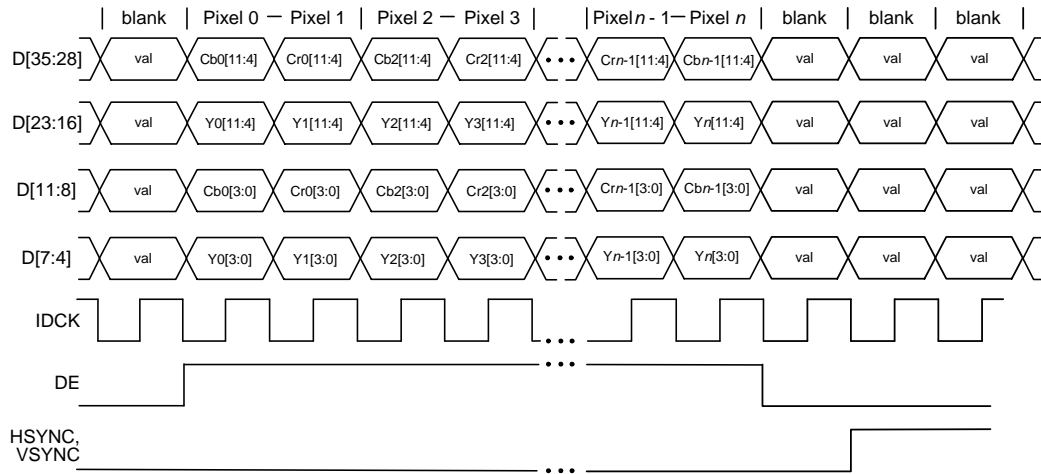 blank Pixel 0 — Pixel 1 Pixel 2 — Pixel 3 Pixel n - 1 — Pixel n blank blank blank
D[35:28] val Cb0[11:4] Cr0[11:4] Cb2[11:4] Cr2[11:4] ••• Crn-1[11:4] Cbn-1[11:4] val val val
D[23:16] val Y0[11:4] Y1[11:4] Y2[11:4] Y3[11:4] ••• Yn-1[11:4] Yn[11:4] val val val
D[11:8] val Cb0[3:0] Cr0[3:0] Cb2[3:0] Cr2[3:0] ••• Crn-1[3:0] Cbn-1[3:0] val val val
D[7:4] val Y0[3:0] Y1[3:0] Y2[3:0] Y3[3:0] ••• Yn-1[3:0] Yn[3:0] val val val
IDCK •••
DE •••
HSYNC,
VSYNC •••